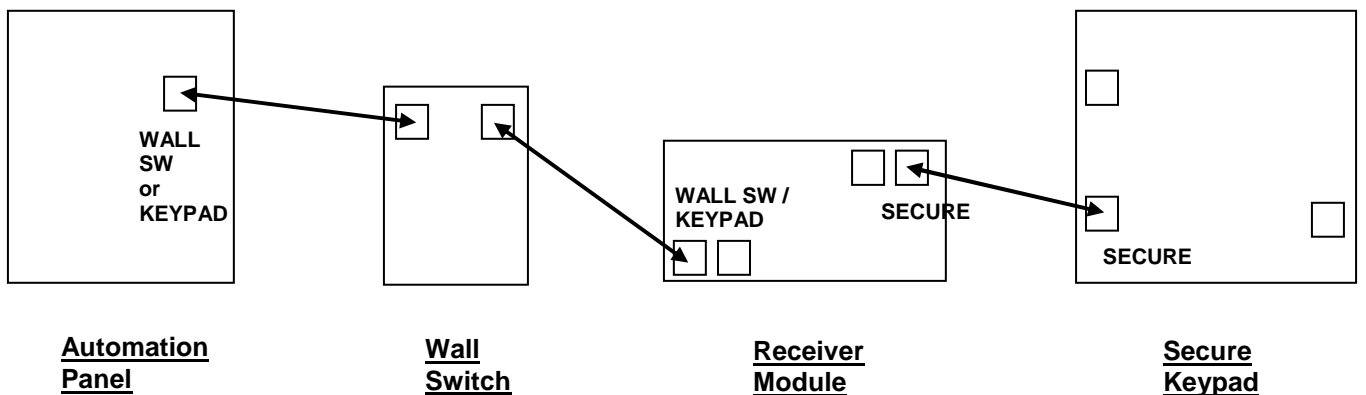 WALL
SW
or
KEYPAD
WALL SW /
KEYPAD
SECURE
SECURE
Automation
Panel
Wall
Switch
Receiver
Module
Secure
Keypad